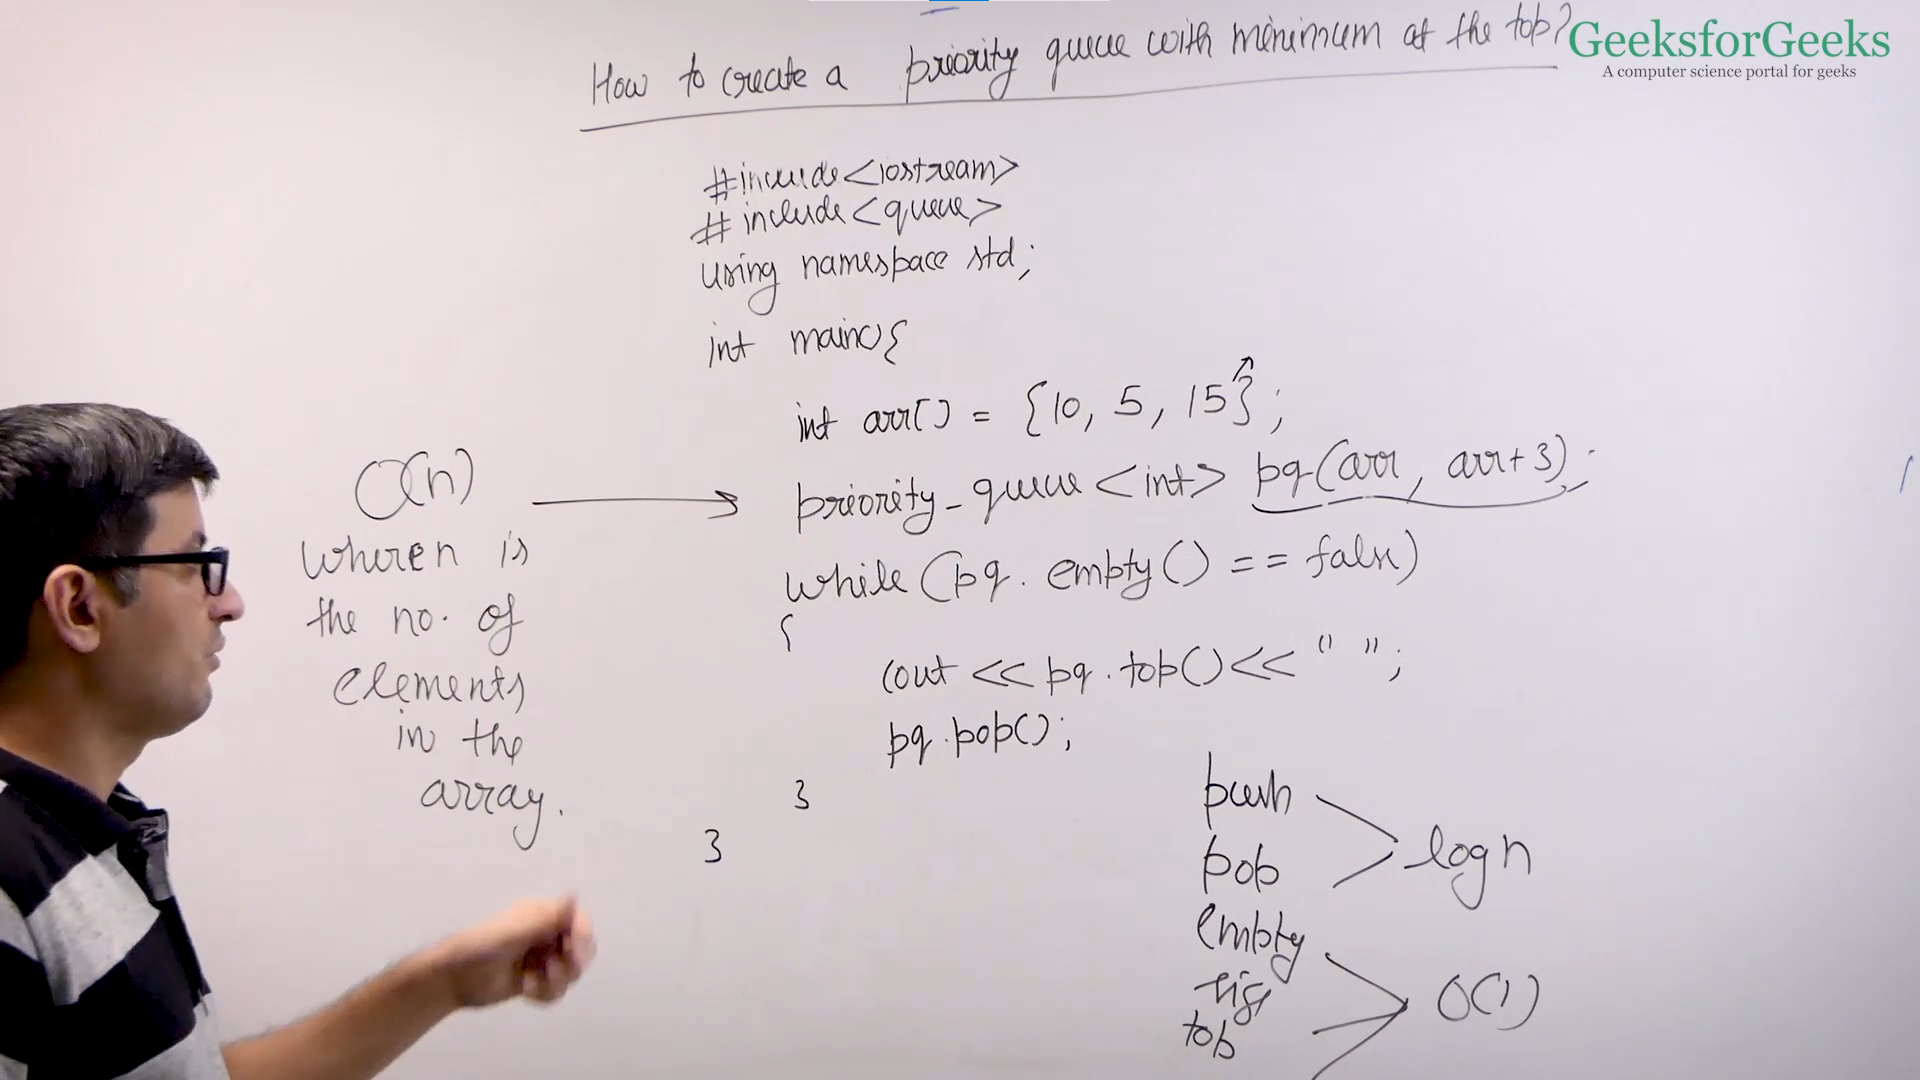 How to create a priority queue with minimum at the top?
GeeksforGeeks
A computer science portal for geeks
#include<iostream>
#include<queue>
using namespace std;
int main(){
int arr[] = {10, 5, 15};
O(n)
where n is
the no. of
elements
in the
array.
priority_queue<int> pq(arr, arr+3);
while (pq.empty() == false)
{
cout << pq.top() << " ";
pq.pop();
}
}
push
pop
log n
empty
size
top
O(1)